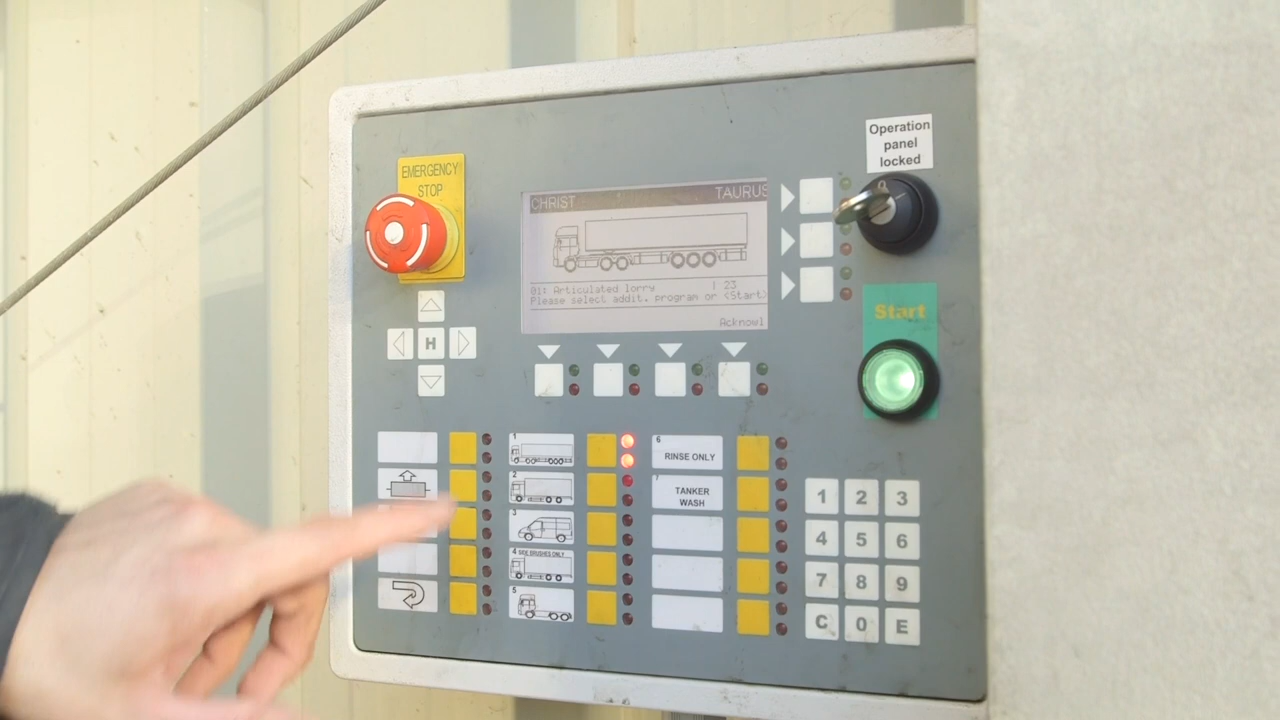 Operation
panel
locked
EMERGENCY
STOP
CHRIST TAURUS
01: Articulated lorry | 23
Please select addit. program or <Start>
Acknowl
Start
H
1
2
3
4 SIDE BRUSHES ONLY
5
6
RINSE ONLY
7
TANKER
WASH
1 2 3
4 5 6
7 8 9
C 0 E